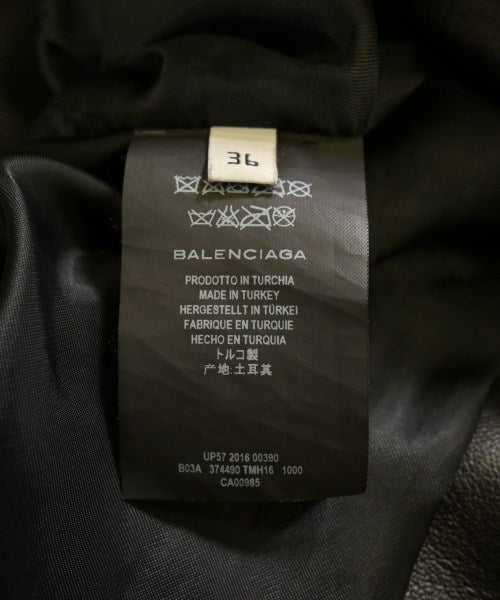 36
BALENCIAGA
PRODOTTO IN TURCHIA
MADE IN TURKEY
HERGESTELLT IN TÜRKEI
FABRIQUE EN TURQUIE
HECHO EN TURQUIA
トルコ製
产地:土耳其
UP57 2016 00390
B03A 374490 TMH16 1000
CA00985